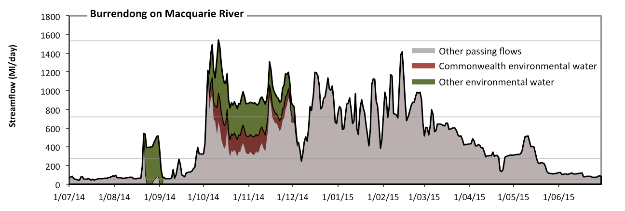 Burrendong on Macquarie River
Streamflow (Ml/day)
1800
1600
1400
1200
1000
800
600
400
200
0
Other passing flows
Commonwealth environmental water
Other environmental water
1/07/14 1/08/14 1/09/14 1/10/14 1/11/14 1/12/14 1/01/15 1/02/15 1/03/15 1/04/15 1/05/15 1/06/15